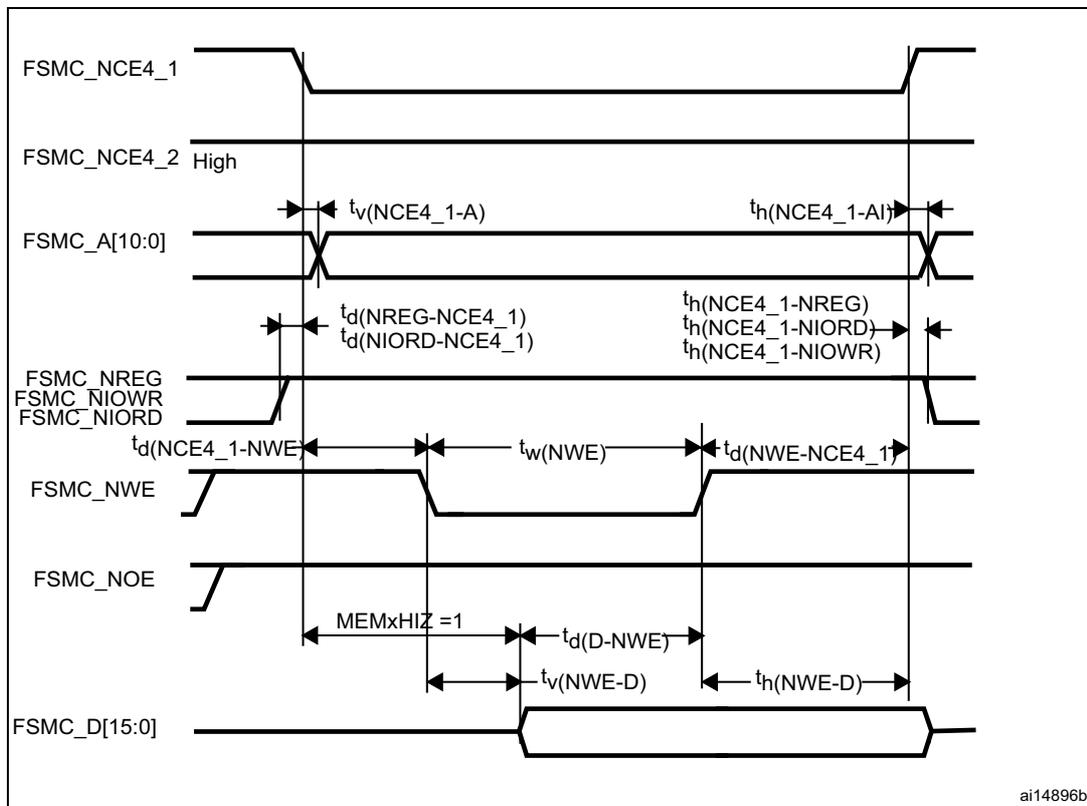 FSMC_NCE4_1
FSMC_NCE4_2 High
tv(NCE4_1-A)
th(NCE4_1-AI)
FSMC_A[10:0]
td(NREG-NCE4_1)
td(NIORD-NCE4_1)
th(NCE4_1-NREG)
th(NCE4_1-NIORD)
th(NCE4_1-NIOWR)
FSMC_NREG
FSMC_NIOWR
FSMC_NIORD
td(NCE4_1-NWE)
tw(NWE)
td(NWE-NCE4_1)
FSMC_NWE
FSMC_NOE
MEMxHIZ =1
td(D-NWE)
tv(NWE-D)
th(NWE-D)
FSMC_D[15:0]
ai14896b